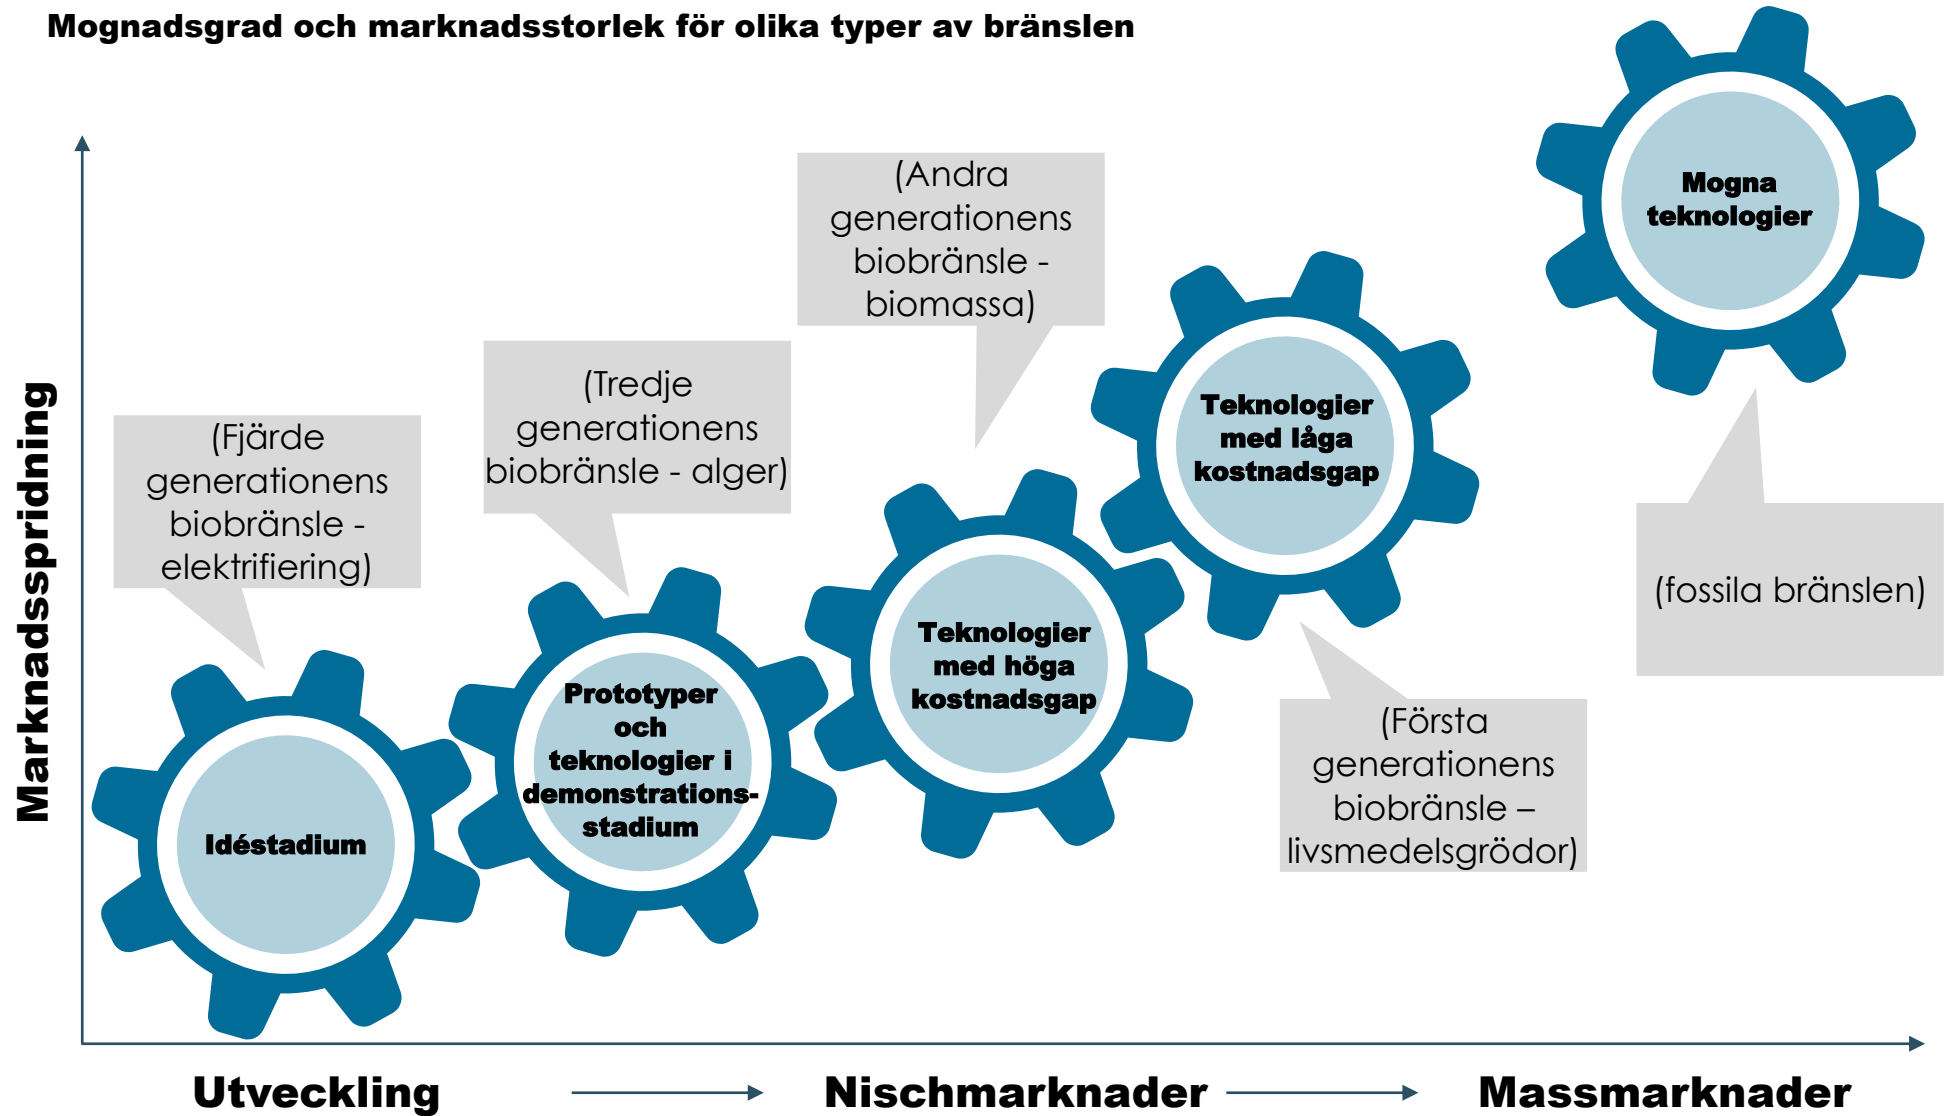 Mognadsgrad och marknadsstorlek för olika typer av bränslen
Marknadsspridning
(Fjärde
generationens
biobränsle -
elektrifiering)
Idéstadium
(Tredje
generationens
biobränsle - alger)
Prototyper
och
teknologier i
demonstrations-
stadium
(Andra
generationens
biobränsle -
biomassa)
Teknologier
med höga
kostnadsgap
Teknologier
med låga
kostnadsgap
(Första
generationens
biobränsle –
livsmedelsgrödor)
Mogna
teknologier
(fossila bränslen)
Utveckling
Nischmarknader
Massmarknader